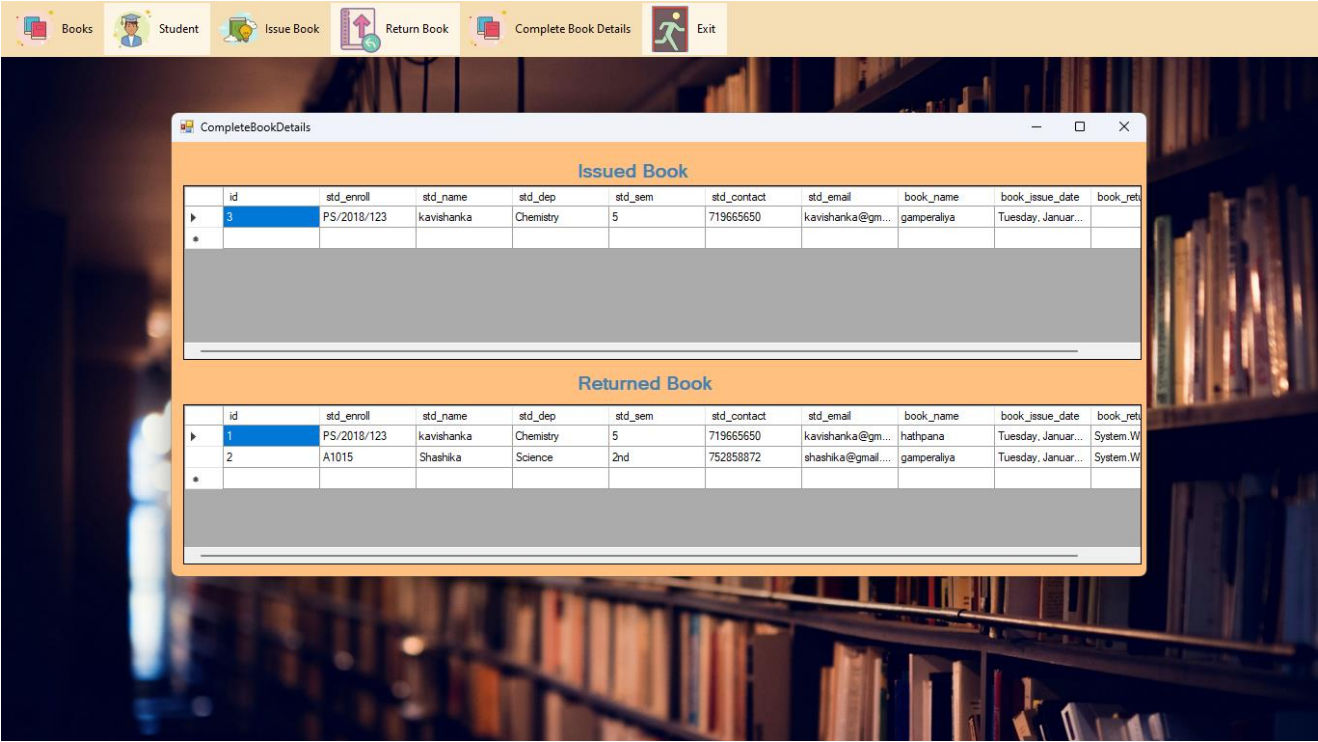 Books Student Issue Book Return Book Complete Book Details Exit
CompleteBookDetails
Issued Book
id std_enroll std_name std_dep std_sem std_contact std_email book_name book_issue_date book_retu
3 PS/2018/123 kavishanka Chemistry 5 719665650 kavishanka@gm... gamperaliya Tuesday, Januar...
Returned Book
id std_enroll std_name std_dep std_sem std_contact std_email book_name book_issue_date book_retu
1 PS/2018/123 kavishanka Chemistry 5 719665650 kavishanka@gm... hathpana Tuesday, Januar... System.W
2 A1015 Shashika Science 2nd 752858872 shashika@gmail.... gamperaliya Tuesday, Januar... System.W